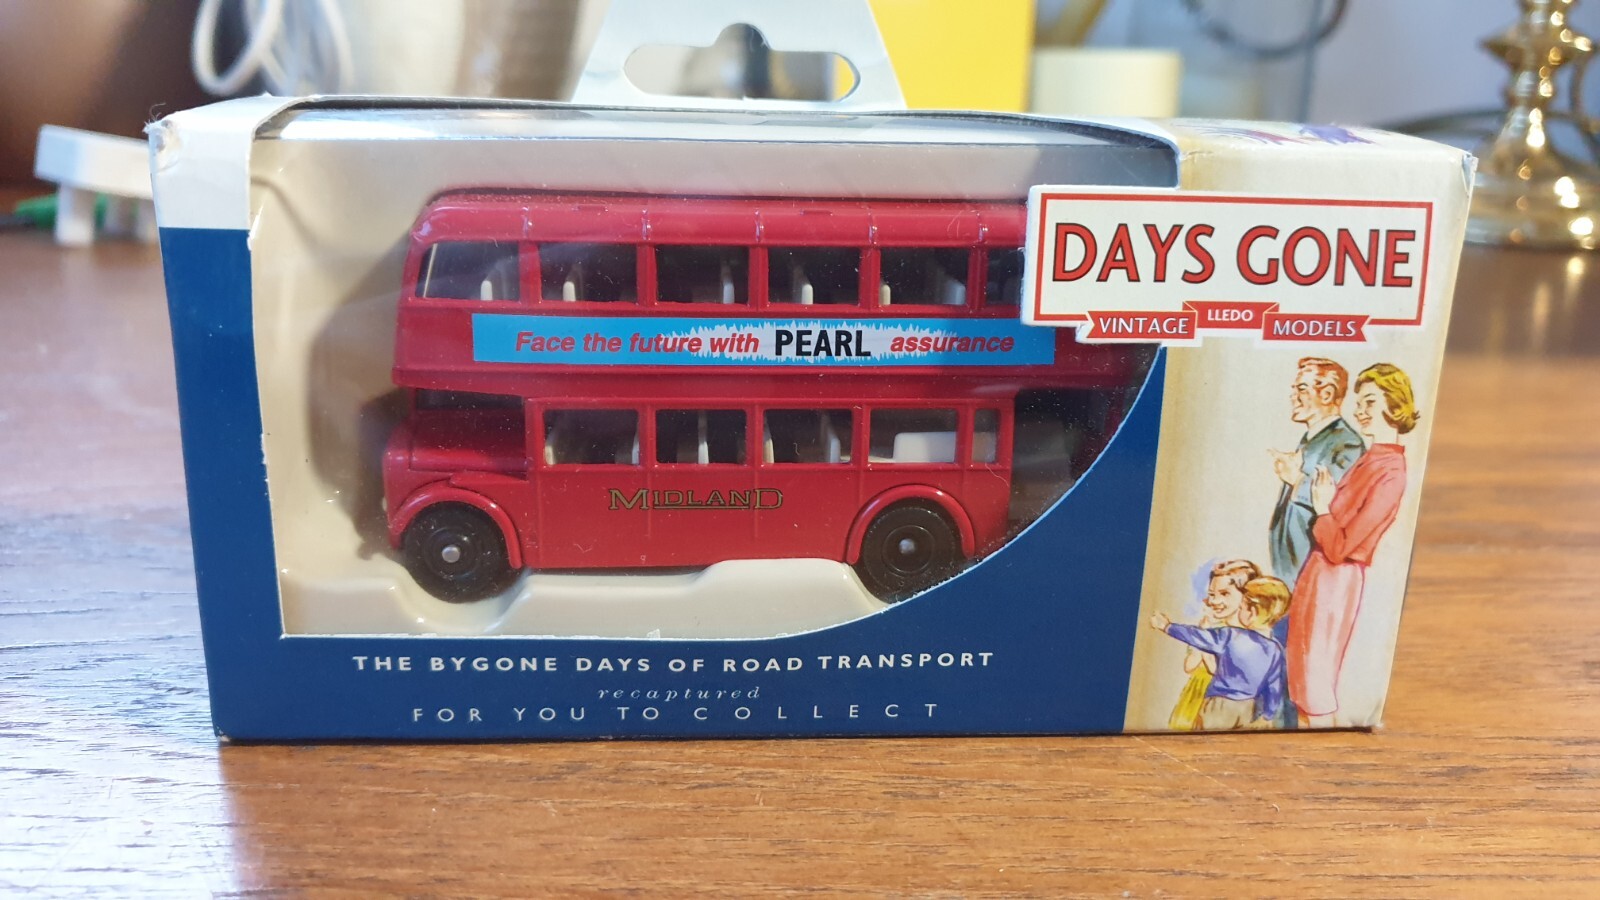 DAYS GONE
VINTAGE LLEDO MODELS
Face the future with PEARL assurance
MIDLAND
THE BYGONE DAYS OF ROAD TRANSPORT
recaptured
FOR YOU TO COLLECT